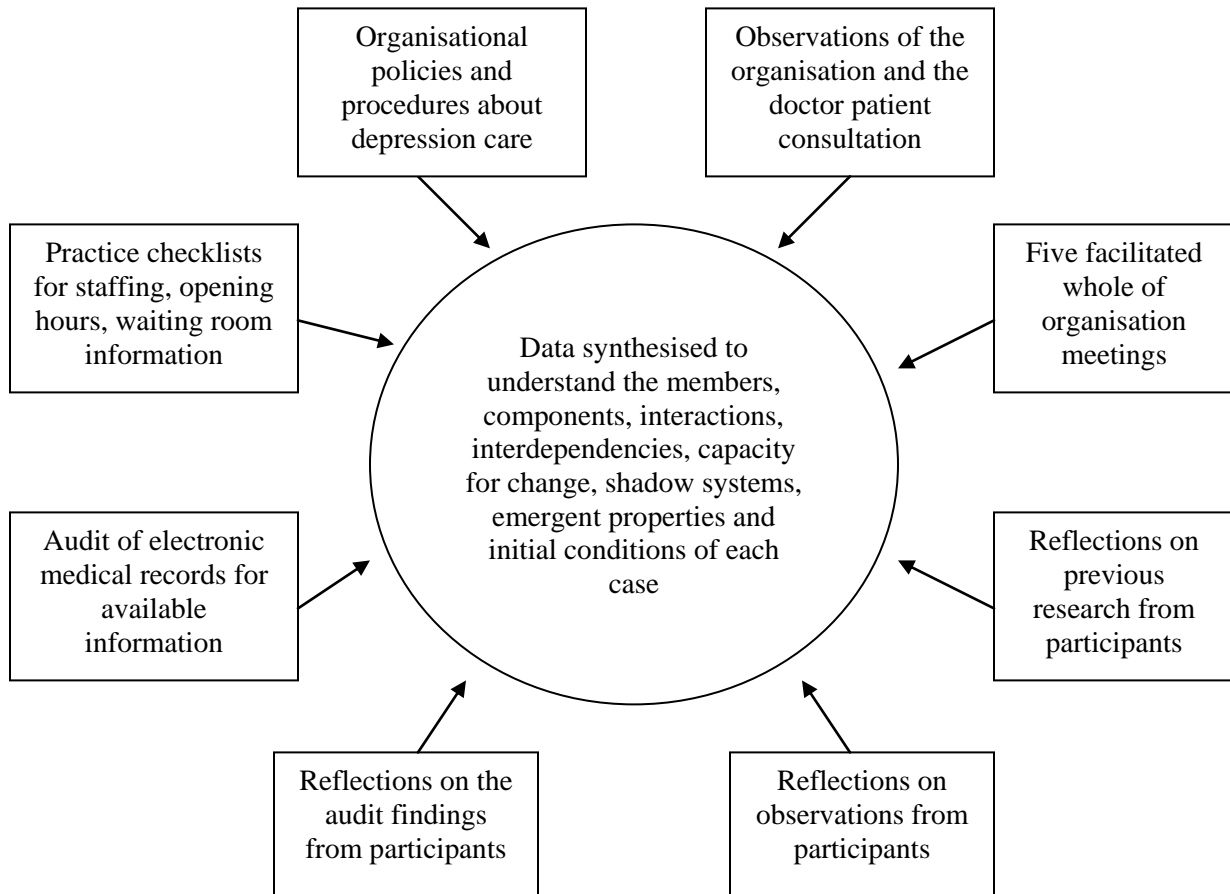 Organisational
policies and
procedures about
depression care
Observations of the
organisation and the
doctor patient
consultation
Practice checklists
for staffing, opening
hours, waiting room
information
Five facilitated
whole of
organisation
meetings
Data synthesised to
understand the members,
components, interactions,
interdependencies, capacity
for change, shadow systems,
emergent properties and
initial conditions of each
case
Audit of electronic
medical records for
available
information
Reflections on
previous
research from
participants
Reflections on the
audit findings
from participants
Reflections on
observations from
participants